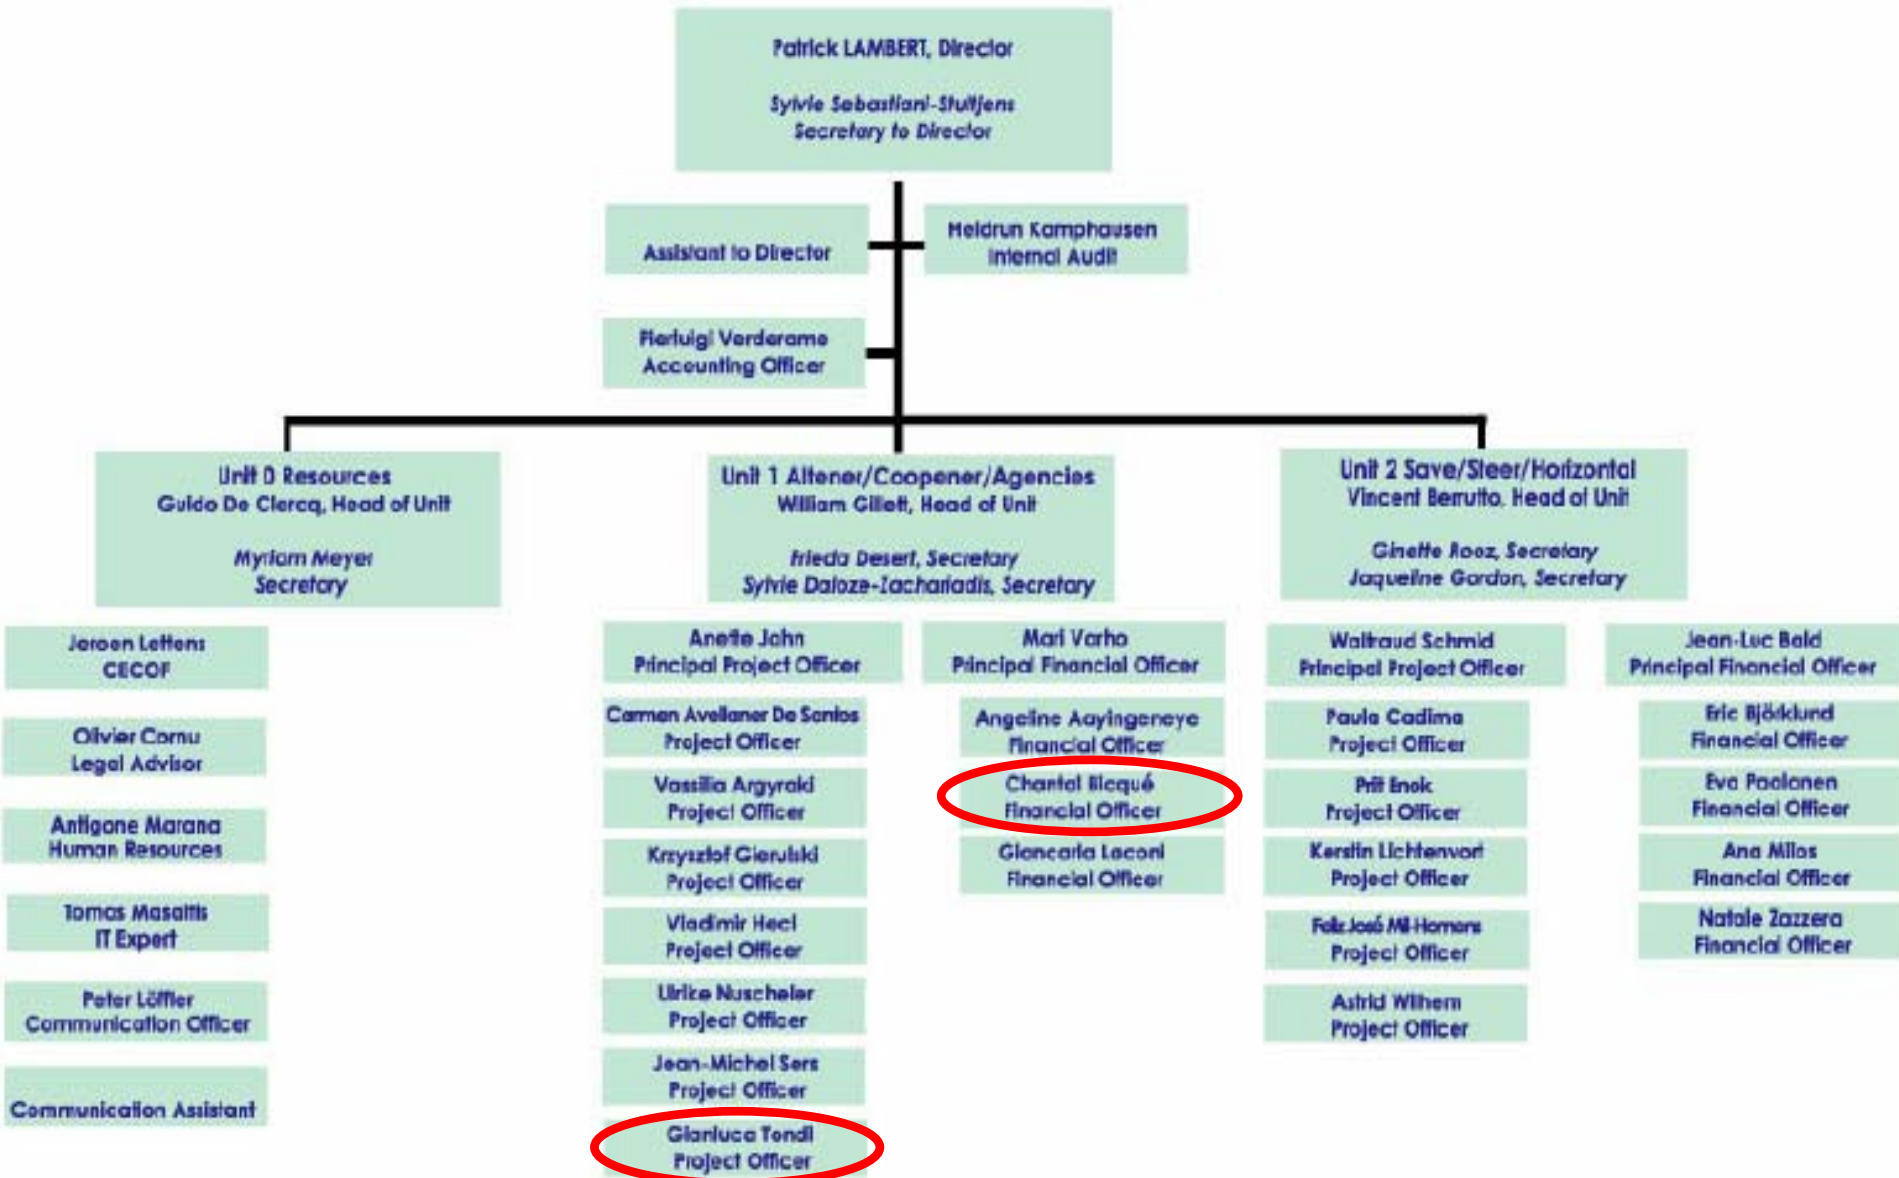 Patrick LAMBERT, Director
Sylvie Sebastiani-Stultjens
Secretary to Director
Assistant to Director
Heidrun Kamphausen
Internal Audit
Pierluigi Verderame
Accounting Officer
Unit 0 Resources
Guido De Clercq, Head of Unit
Myriam Meyer
Secretary
Unit 1 Altener/Coopener/Agencies
William Gillett, Head of Unit
Frieda Desert, Secretary
Sylvie Daloze-Zachariadis, Secretary
Unit 2 Save/Steer/Horizontal
Vincent Berrutto, Head of Unit
Ginette Rooz, Secretary
Jaqueline Gordon, Secretary
Jeroen Lettens
CECOF
Olivier Cornu
Legal Advisor
Antigone Marana
Human Resources
Tomas Masaitis
IT Expert
Peter Löffler
Communication Officer
Communication Assistant
Anette Jahn
Principal Project Officer
Carmen Avellaner De Santos
Project Officer
Vassilia Argyraki
Project Officer
Krzysztof Gierulski
Project Officer
Vladimir Hecl
Project Officer
Ulrike Nuscheler
Project Officer
Jean-Michel Sers
Project Officer
Gianluca Tondi
Project Officer
Mari Varho
Principal Financial Officer
Angeline Aayingeneye
Financial Officer
Chantal Bicqué
Financial Officer
Giancarla Laconi
Financial Officer
Waltraud Schmid
Principal Project Officer
Paula Cadima
Project Officer
Priit Enok
Project Officer
Kerstin Lichtenvort
Project Officer
Felix José Mil-Homens
Project Officer
Astrid Wilhem
Project Officer
Jean-Luc Bald
Principal Financial Officer
Eric Björklund
Financial Officer
Eva Paalanen
Financial Officer
Ana Milos
Financial Officer
Natale Zazzera
Financial Officer